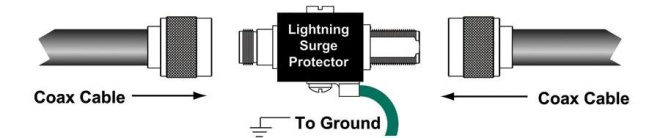 Lightning
Surge
Protector
Coax Cable
Coax Cable
To Ground